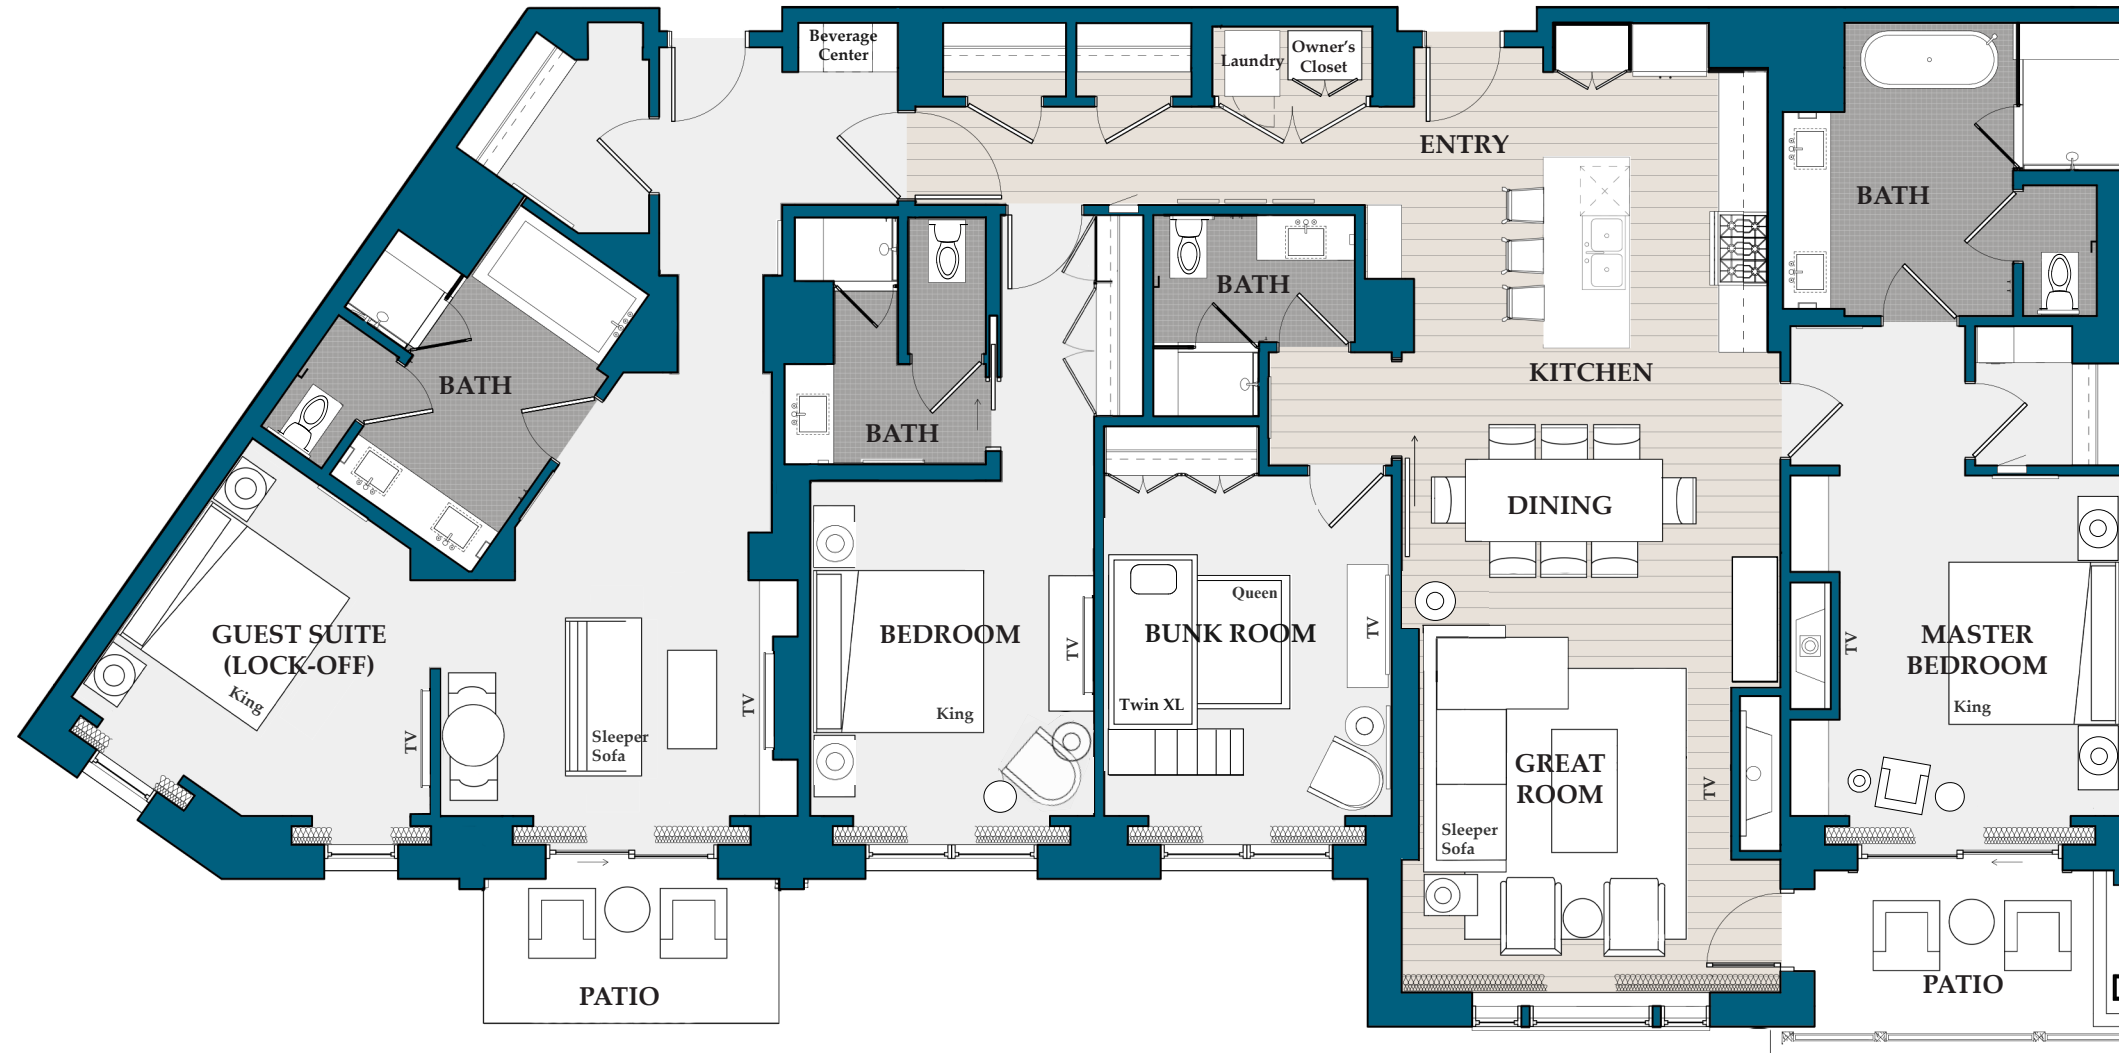 Beverage
Center
Laundry
Owner's
Closet
ENTRY
BATH
BATH
KITCHEN
BATH
BATH
DINING
GUEST SUITE
(LOCK-OFF)
King
TV
Sleeper
Sofa
TV
BEDROOM
King
TV
Queen
BUNK ROOM
Twin XL
TV
GREAT
ROOM
Sleeper
Sofa
TV
TV
MASTER
BEDROOM
King
PATIO
PATIO